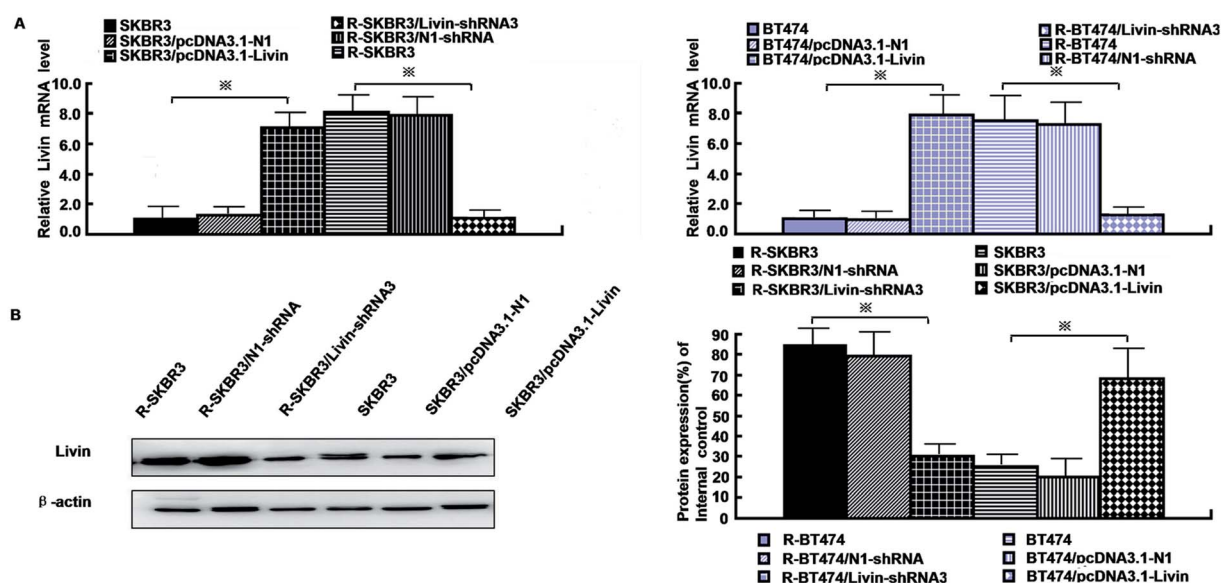 A
SKBR3
SKBR3/pcDNA3.1-N1
SKBR3/pcDNA3.1-Livin
R-SKBR3/Livin-shRNA3
R-SKBR3/N1-shRNA
R-SKBR3
Relative Livin mRNA level
10.0
8.0
6.0
4.0
2.0
0.0
※
※
BT474
BT474/pcDNA3.1-N1
BT474/pcDNA3.1-Livin
R-BT474/Livin-shRNA3
R-BT474
R-BT474/N1-shRNA
Relative Livin mRNA level
10.0
8.0
6.0
4.0
2.0
0.0
※
※
B
R-SKBR3
R-SKBR3/N1-shRNA
R-SKBR3/Livin-shRNA3
SKBR3
SKBR3/pcDNA3.1-N1
SKBR3/pcDNA3.1-Livin
Livin
β-actin
R-SKBR3
R-SKBR3/N1-shRNA
R-SKBR3/Livin-shRNA3
SKBR3
SKBR3/pcDNA3.1-N1
SKBR3/pcDNA3.1-Livin
Protein expression(%) of
Internal control
80
90
70
50
40
30
20
10
0
※
※
R-BT474
R-BT474/N1-shRNA
R-BT474/Livin-shRNA3
BT474
BT474/pcDNA3.1-N1
BT474/pcDNA3.1-Livin